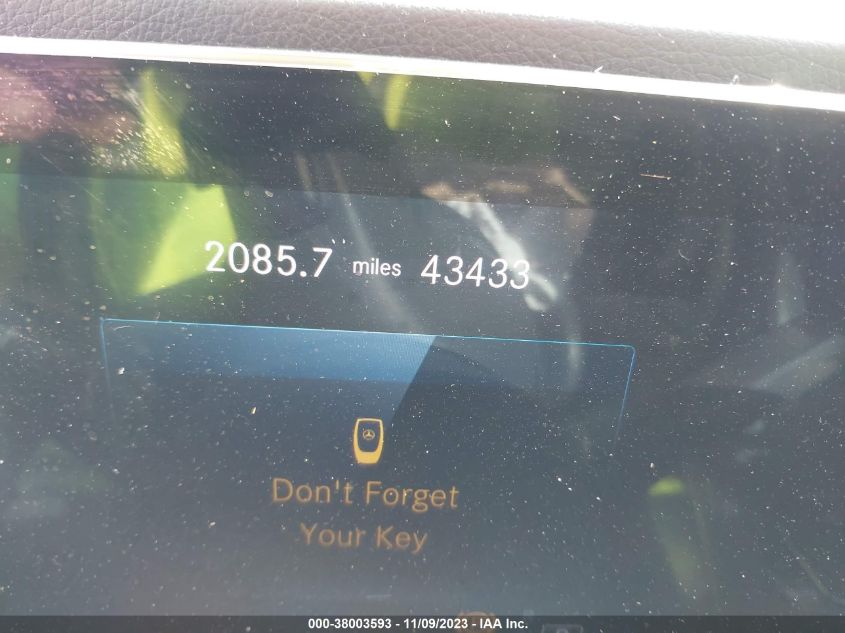 2085.7 miles 43433
Don't Forget
Your Key
000-38003593 - 11/09/2023 - IAA Inc.